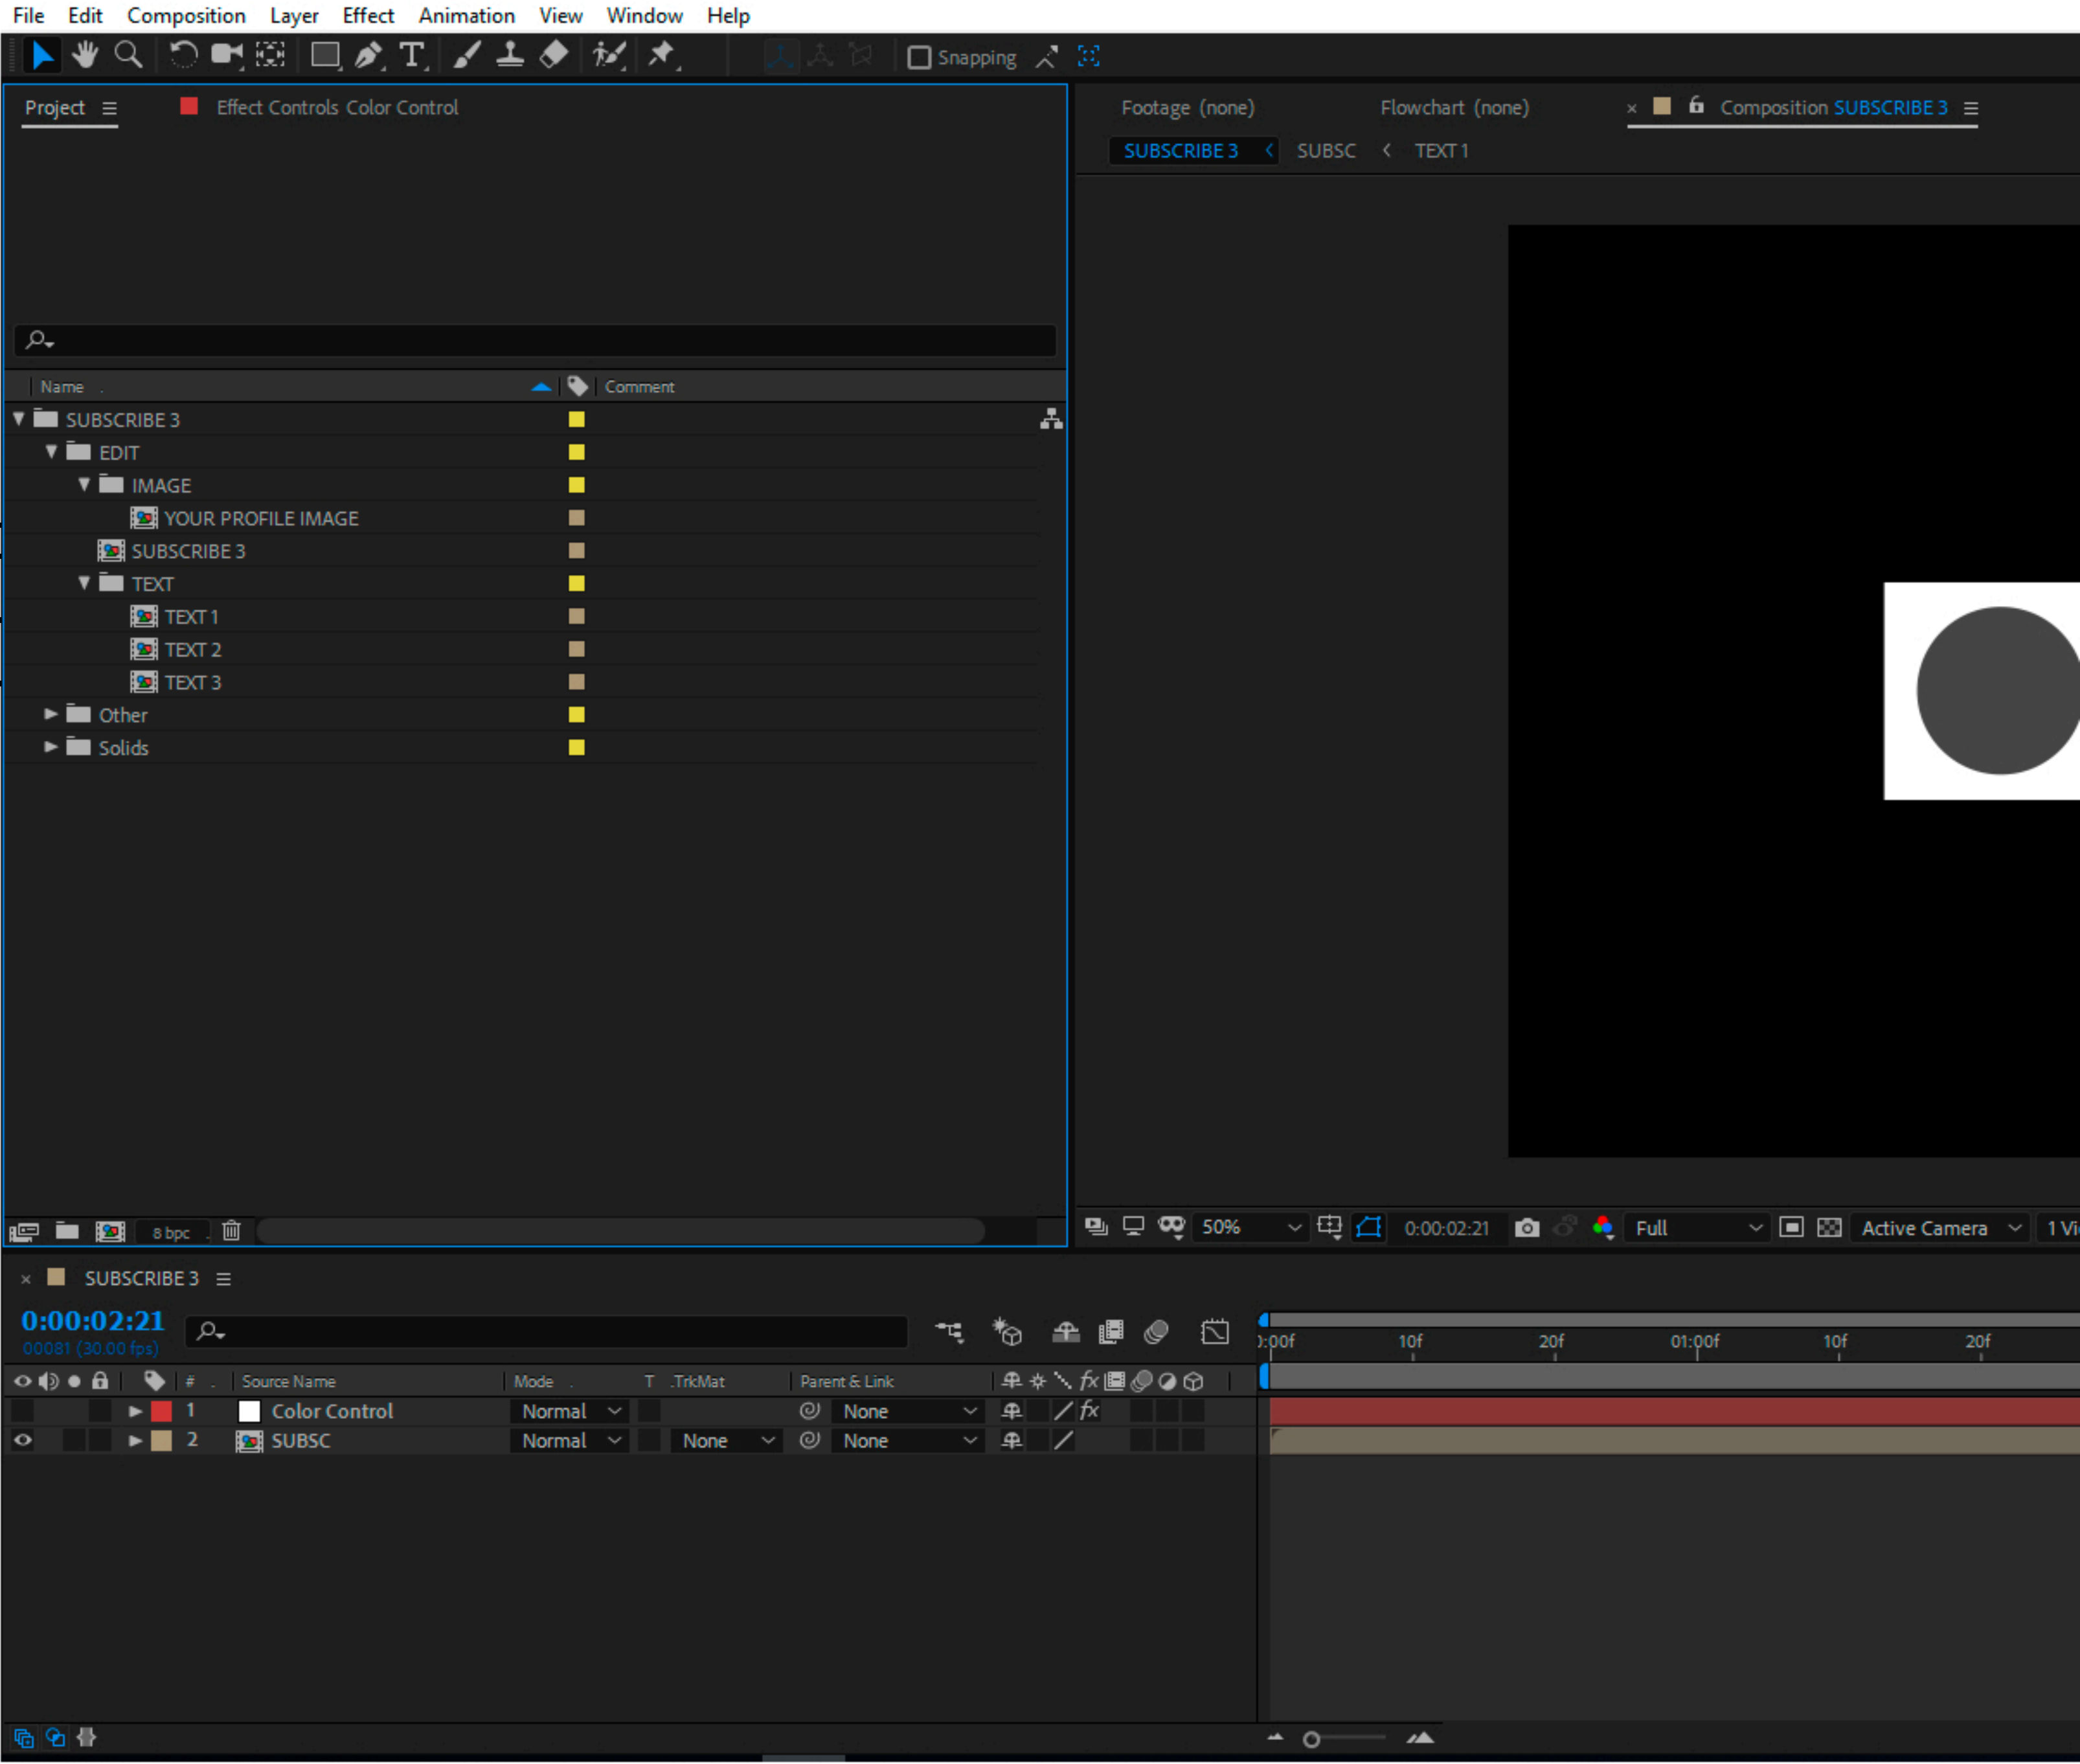 File Edit Composition Layer Effect Animation View Window Help
T Snapping
Project Effect Controls Color Control
Footage (none) Flowchart (none) × Composition SUBSCRIBE 3
SUBSCRIBE 3 < SUBSC < TEXT 1
Name Comment
SUBSCRIBE 3
EDIT
IMAGE
YOUR PROFILE IMAGE
SUBSCRIBE 3
TEXT
TEXT 1
TEXT 2
TEXT 3
Other
Solids
8 bpc
50% 0:00:02:21 Full Active Camera 1 Vi
× SUBSCRIBE 3
0:00:02:21
00081 (30.00 fps)
:00f 10f 20f 01:00f 10f 20f
# . Source Name Mode T .TrkMat Parent & Link fx
1 Color Control Normal None fx
2 SUBSC Normal None None